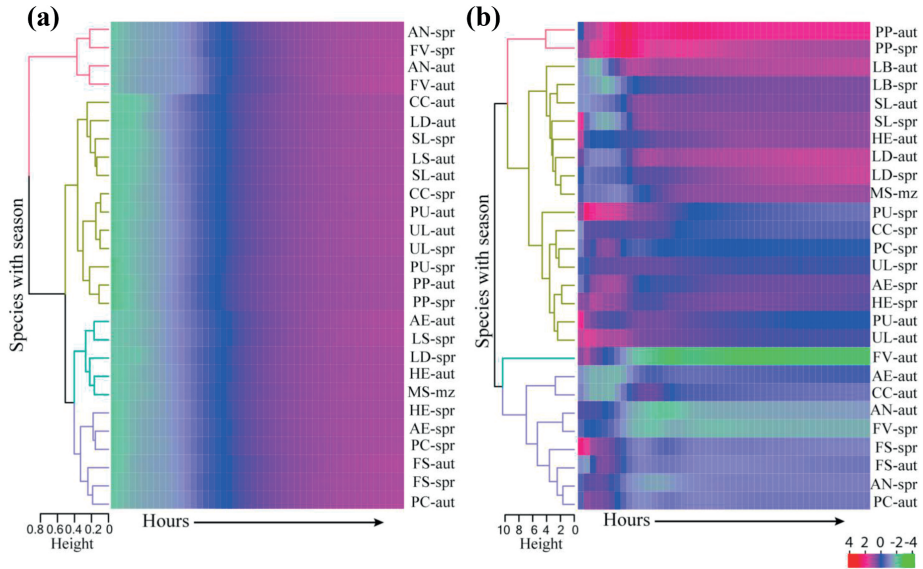 (a)
AN-spr
FV-spr
AN-aut
FV-aut
CC-aut
LD-aut
SL-spr
LS-aut
SL-aut
CC-spr
PU-aut
UL-aut
UL-spr
PU-spr
PP-aut
PP-spr
AE-aut
LS-spr
LD-spr
HE-aut
MS-mz
HE-spr
AE-spr
PC-spr
FS-aut
FS-spr
PC-aut
Species with season
0.8 0.6 0.4 0.2 0
Height
Hours
(b)
PP-aut
PP-spr
LB-aut
LB-spr
SL-aut
SL-spr
HE-aut
LD-aut
LD-spr
MS-mz
PU-spr
CC-spr
PC-spr
UL-spr
AE-spr
HE-spr
PU-aut
UL-aut
FV-aut
AE-aut
CC-aut
AN-aut
FV-spr
FS-spr
FS-aut
AN-spr
PC-aut
Species with season
10 8 6 4 2 0
Height
Hours
4 2 0 -2 -4